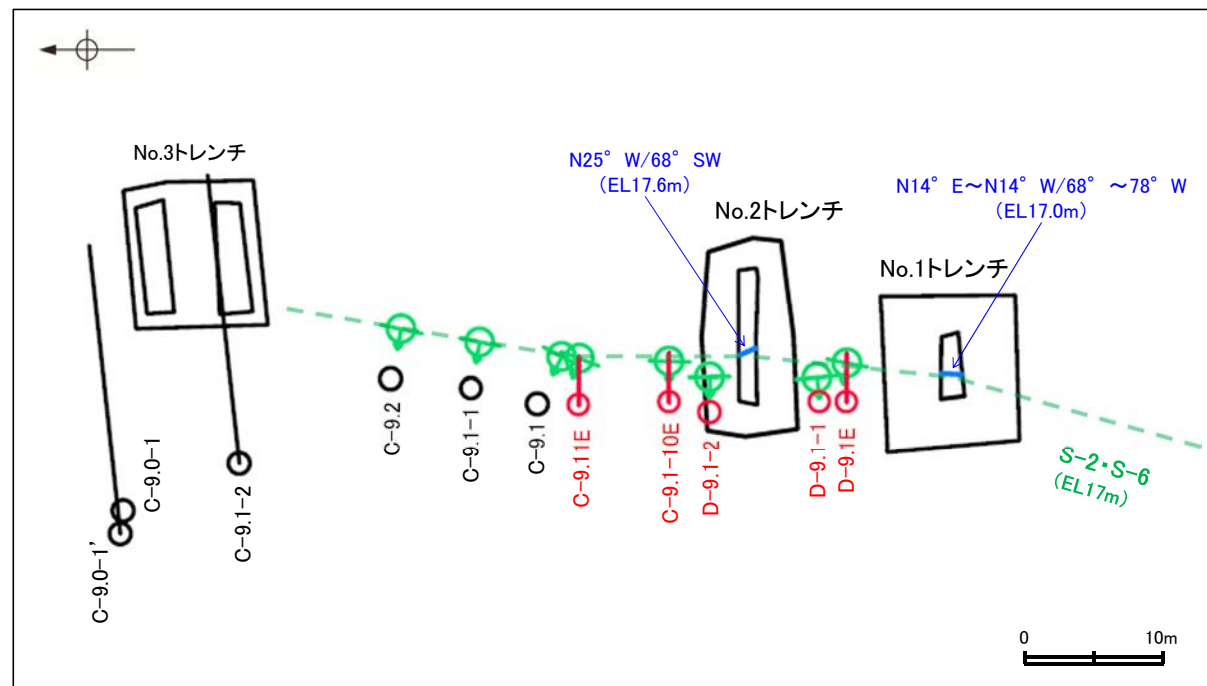 No.3トレンチ
N25° W/68° SW
(EL17.6m)
No.2トレンチ
N14° E～N14° W/68° ～78° W
(EL17.0m)
No.1トレンチ
C-9.0-1'
C-9.0-1
C-9.1-2
C-9.2
C-9.1-1
C-9.1
C-9.11E
C-9.1-10E
D-9.1-2
D-9.1-1
D-9.1E
S-2・S-6
(EL17m)
0 10m